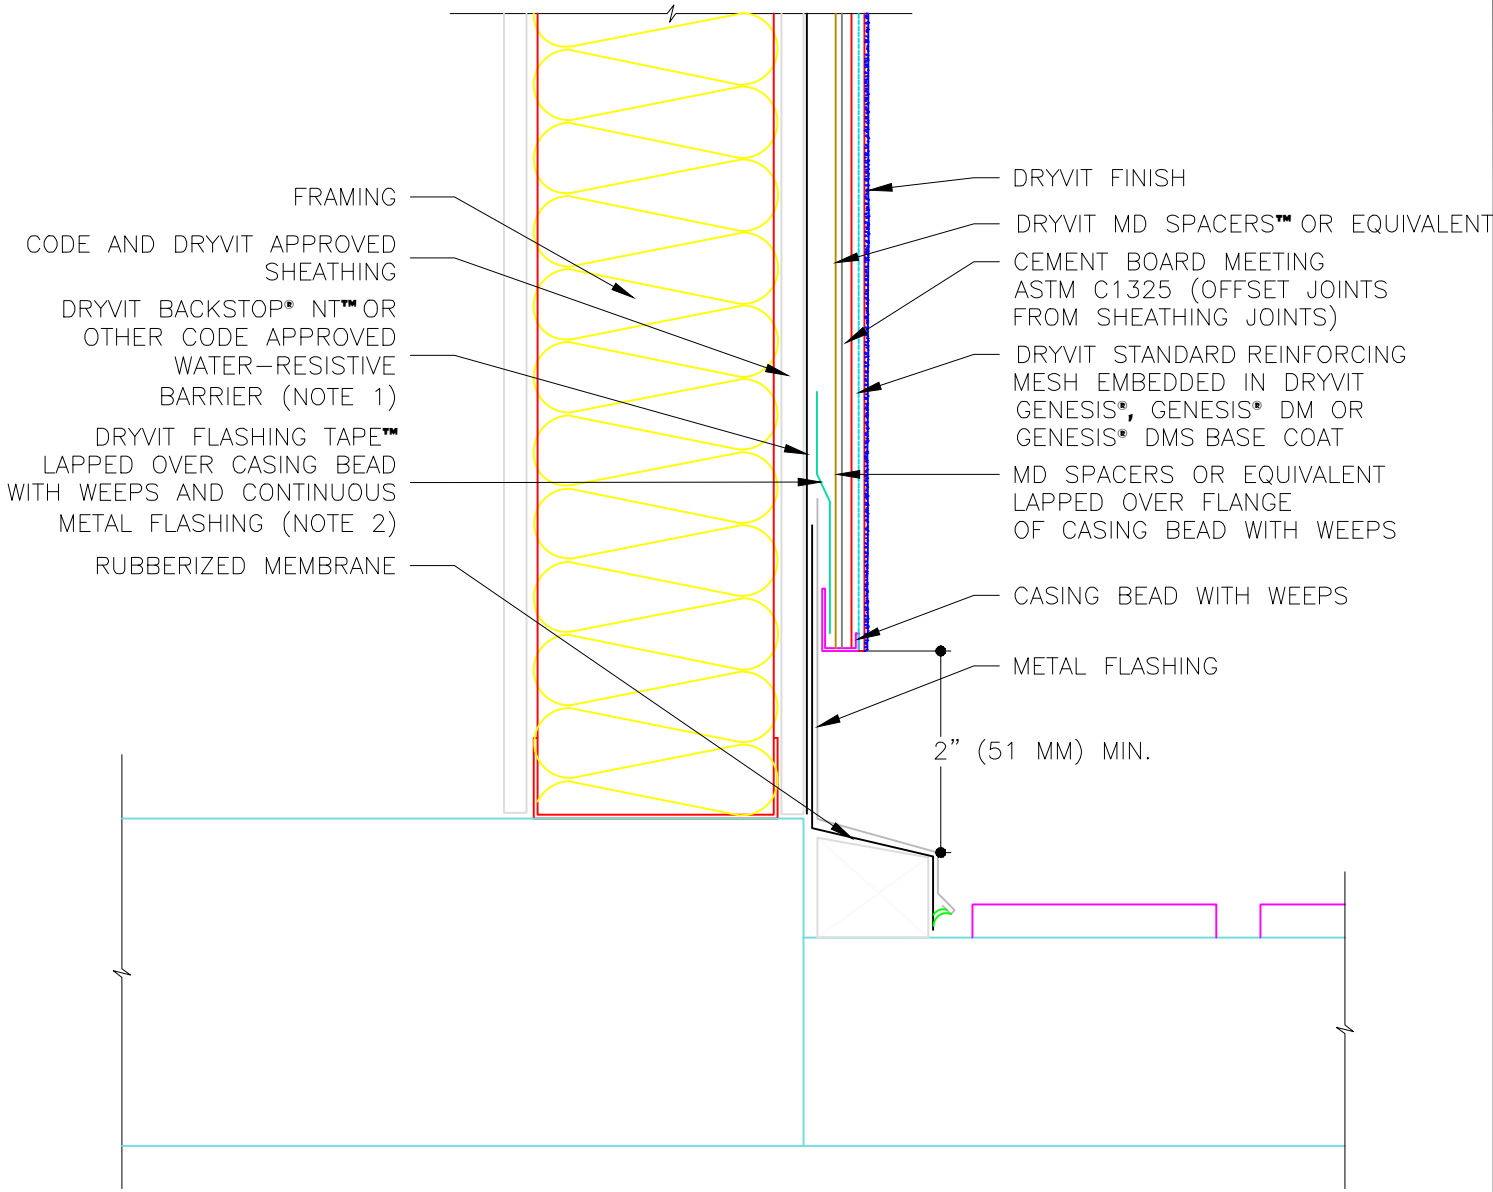 FRAMING
CODE AND DRYVIT APPROVED
SHEATHING
DRYVIT BACKSTOP® NT™ OR
OTHER CODE APPROVED
WATER-RESISTIVE
BARRIER (NOTE 1)
DRYVIT FLASHING TAPE™
LAPPED OVER CASING BEAD
WITH WEEPS AND CONTINUOUS
METAL FLASHING (NOTE 2)
RUBBERIZED MEMBRANE
DRYVIT FINISH
DRYVIT MD SPACERS™ OR EQUIVALENT
CEMENT BOARD MEETING
ASTM C1325 (OFFSET JOINTS
FROM SHEATHING JOINTS)
DRYVIT STANDARD REINFORCING
MESH EMBEDDED IN DRYVIT
GENESIS®, GENESIS® DM OR
GENESIS® DMS BASE COAT
MD SPACERS OR EQUIVALENT
LAPPED OVER FLANGE
OF CASING BEAD WITH WEEPS
CASING BEAD WITH WEEPS
METAL FLASHING
2" (51 MM) MIN.